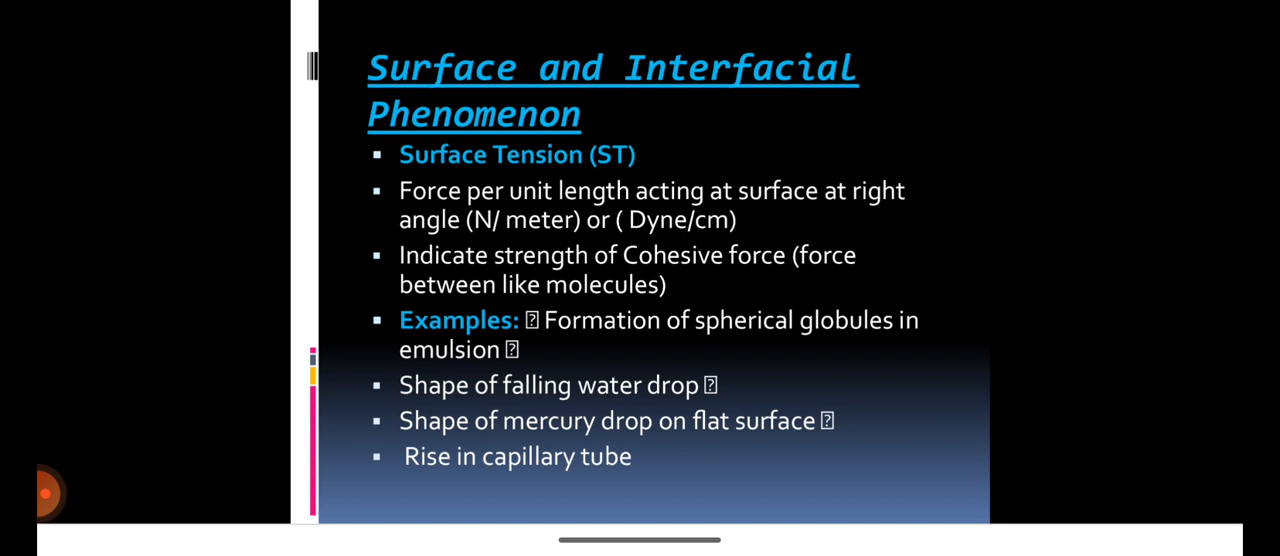 Surface and Interfacial
Phenomenon
▪ Surface Tension (ST)
▪ Force per unit length acting at surface at right
angle (N/ meter) or ( Dyne/cm)
▪ Indicate strength of Cohesive force (force
between like molecules)
▪ Examples: 🠶 Formation of spherical globules in
emulsion 🠶
▪ Shape of falling water drop 🠶
▪ Shape of mercury drop on flat surface 🠶
▪ Rise in capillary tube